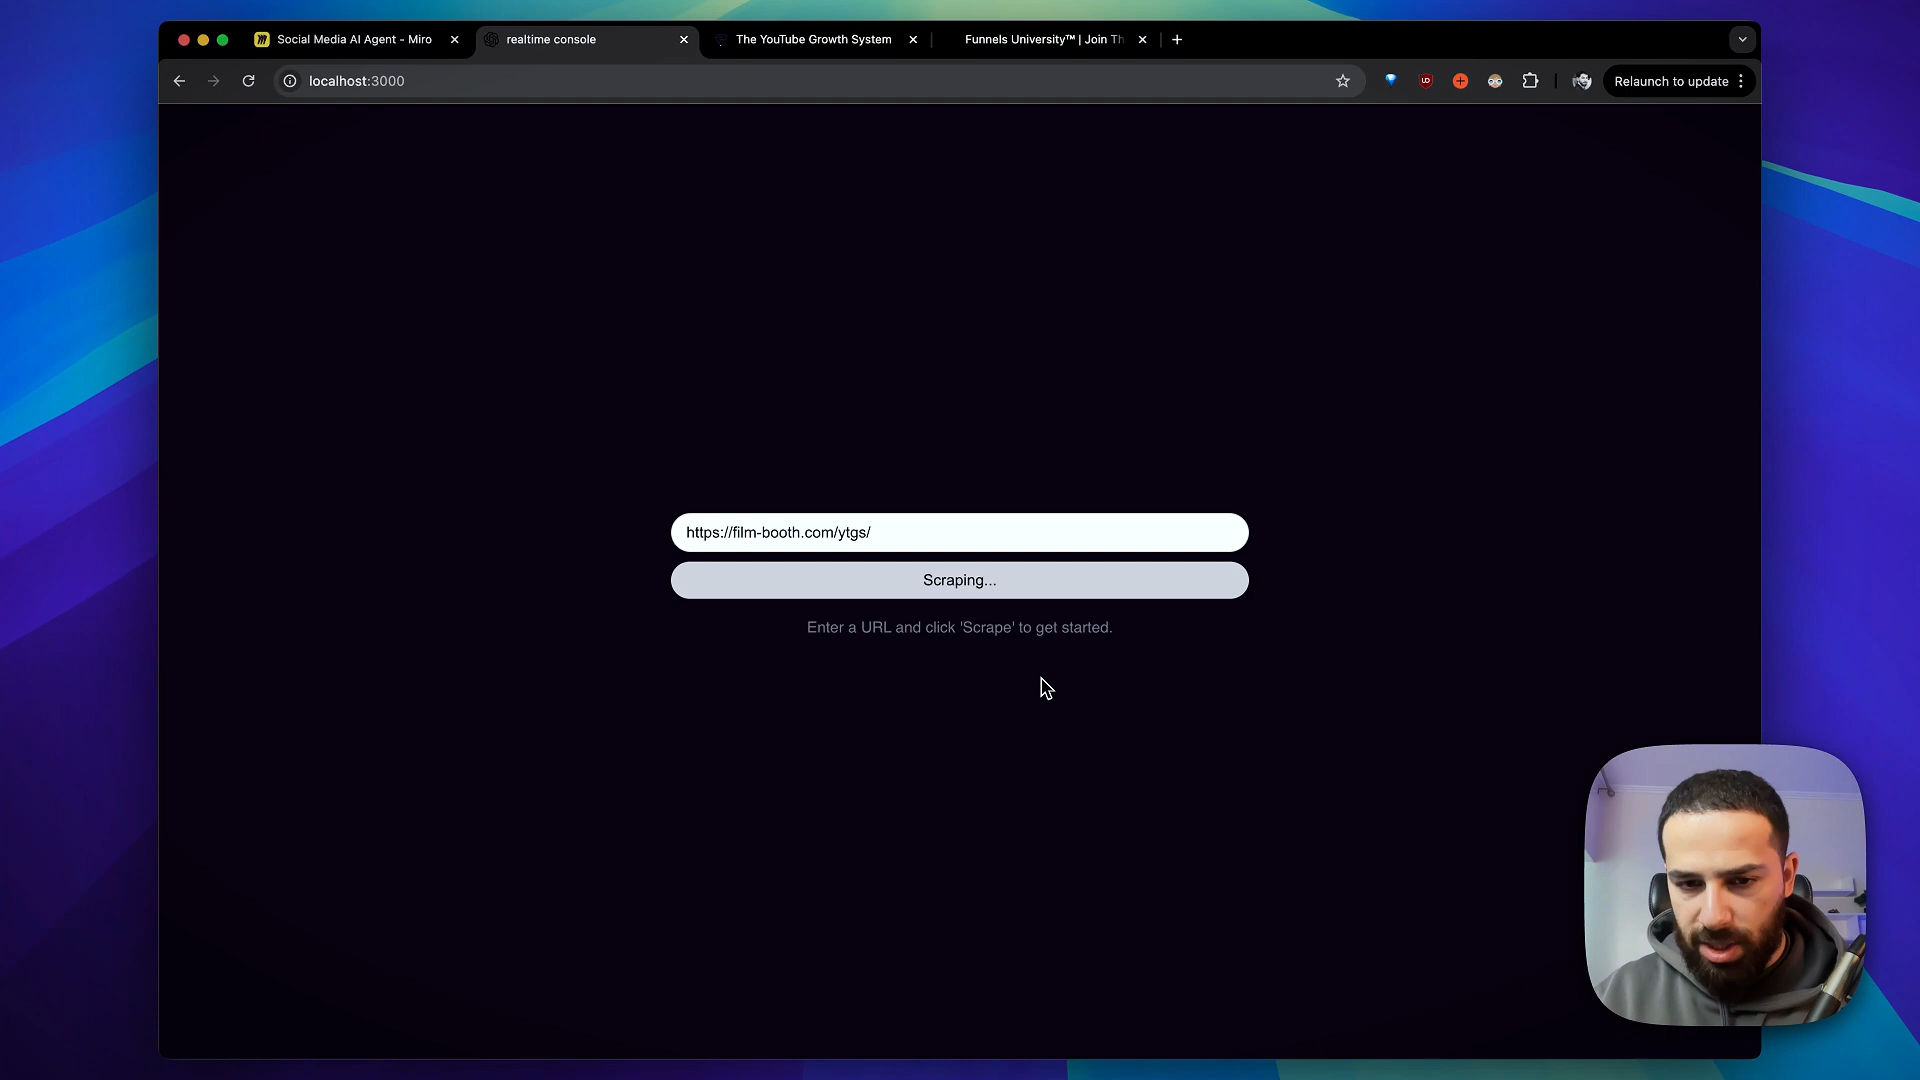 Social Media AI Agent - Miro
realtime console
The YouTube Growth System
Funnels University™ | Join Th
localhost:3000
Relaunch to update
https://film-booth.com/ytgs/
Scraping...
Enter a URL and click 'Scrape' to get started.